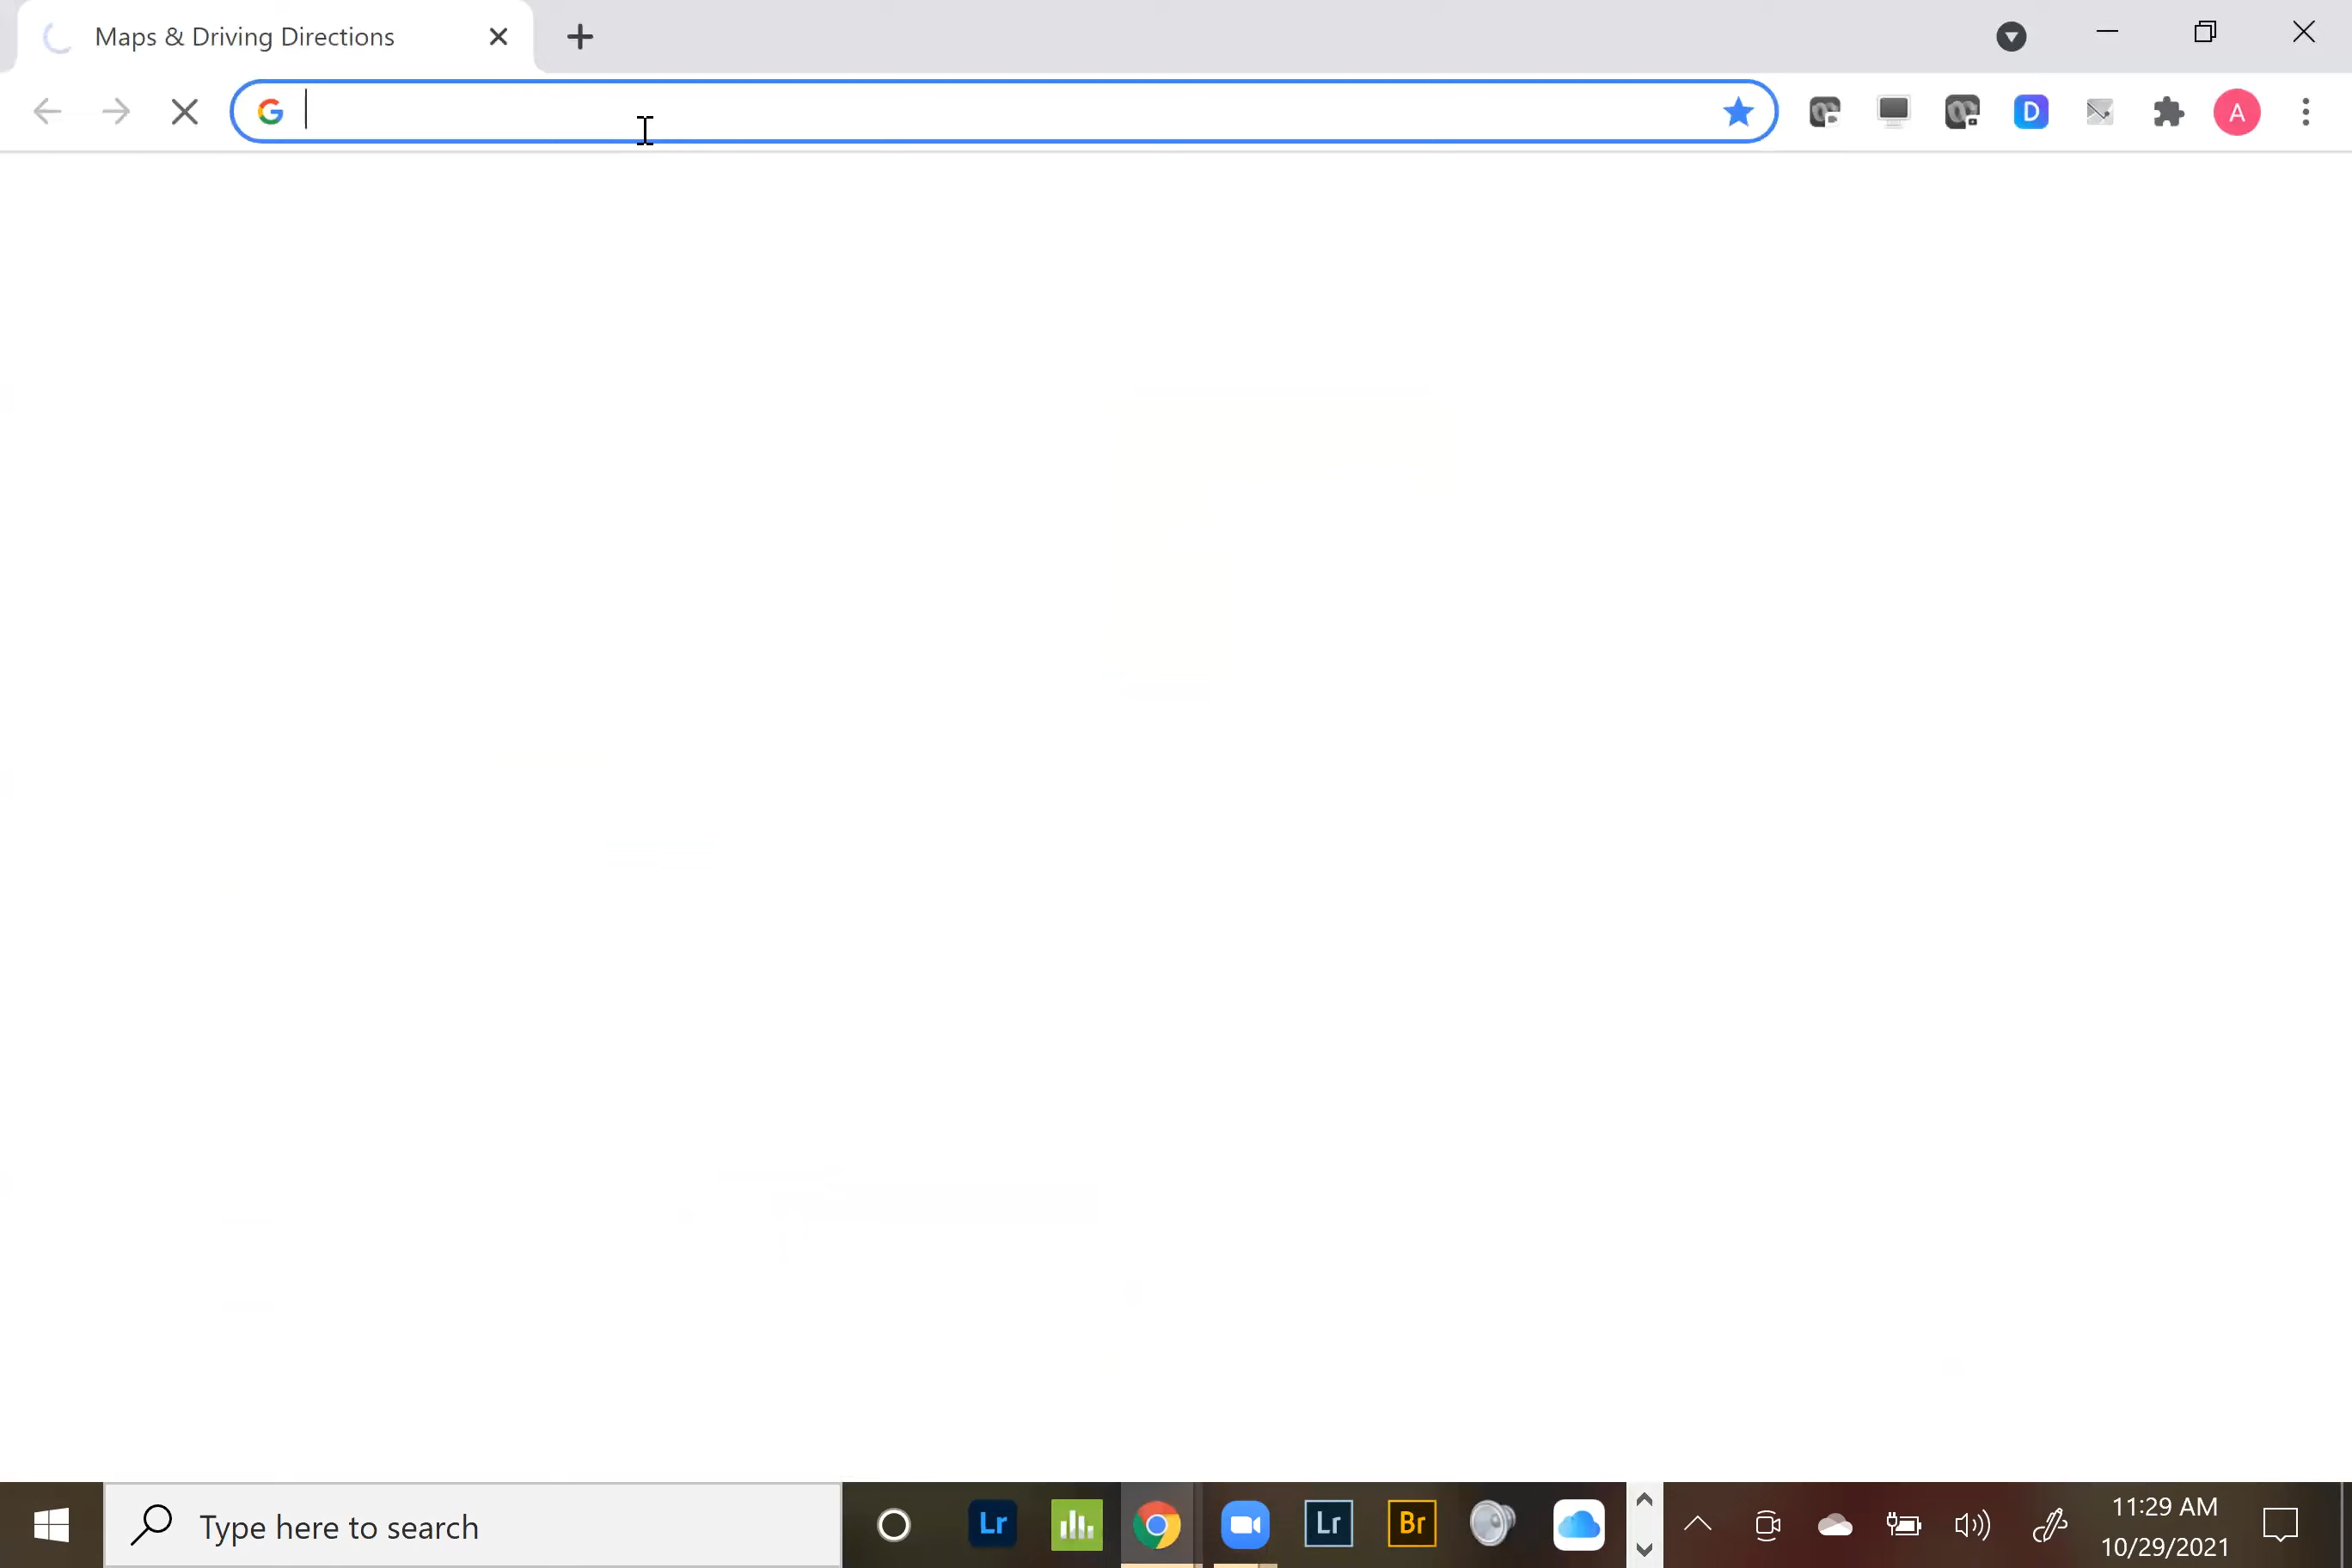 Maps & Driving Directions
D
A
Type here to search
Lr
Lr
Br
11:29 AM
10/29/2021